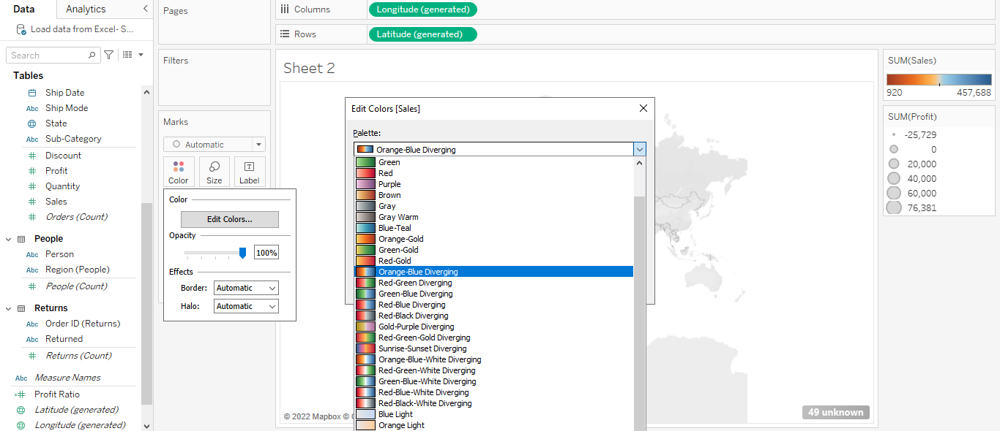 Data
Analytics
Load data from Excel- S...
Search
Tables
Ship Date
Abc Ship Mode
State
Abc Sub-Category
Discount
Profit
Quantity
Sales
Orders (Count)
People
Abc Person
Abc Region (People)
People (Count)
Returns
Abc Order ID (Returns)
Abc Returned
Returns (Count)
Abc Measure Names
Profit Ratio
Latitude (generated)
Longitude (generated)
Pages
Filters
Marks
Automatic
Color Size Label
Color
Edit Colors...
Opacity
100%
Effects
Border: Automatic
Halo: Automatic
Columns Longitude (generated)
Rows Latitude (generated)
Sheet 2
Edit Colors [Sales]
Palette:
Orange-Blue Diverging
Green
Red
Purple
Brown
Gray
Gray Warm
Blue-Teal
Orange-Gold
Green-Gold
Red-Gold
Orange-Blue Diverging
Red-Green Diverging
Green-Blue Diverging
Red-Blue Diverging
Red-Black Diverging
Gold-Purple Diverging
Red-Green-Gold Diverging
Sunrise-Sunset Diverging
Orange-Blue-White Diverging
Red-Green-White Diverging
Green-Blue-White Diverging
Red-Blue-White Diverging
Red-Black-White Diverging
Blue Light
Orange Light
© 2022 Mapbox ©
49 unknown
SUM(Sales)
920 457,688
SUM(Profit)
-25,729
0
20,000
40,000
60,000
76,381